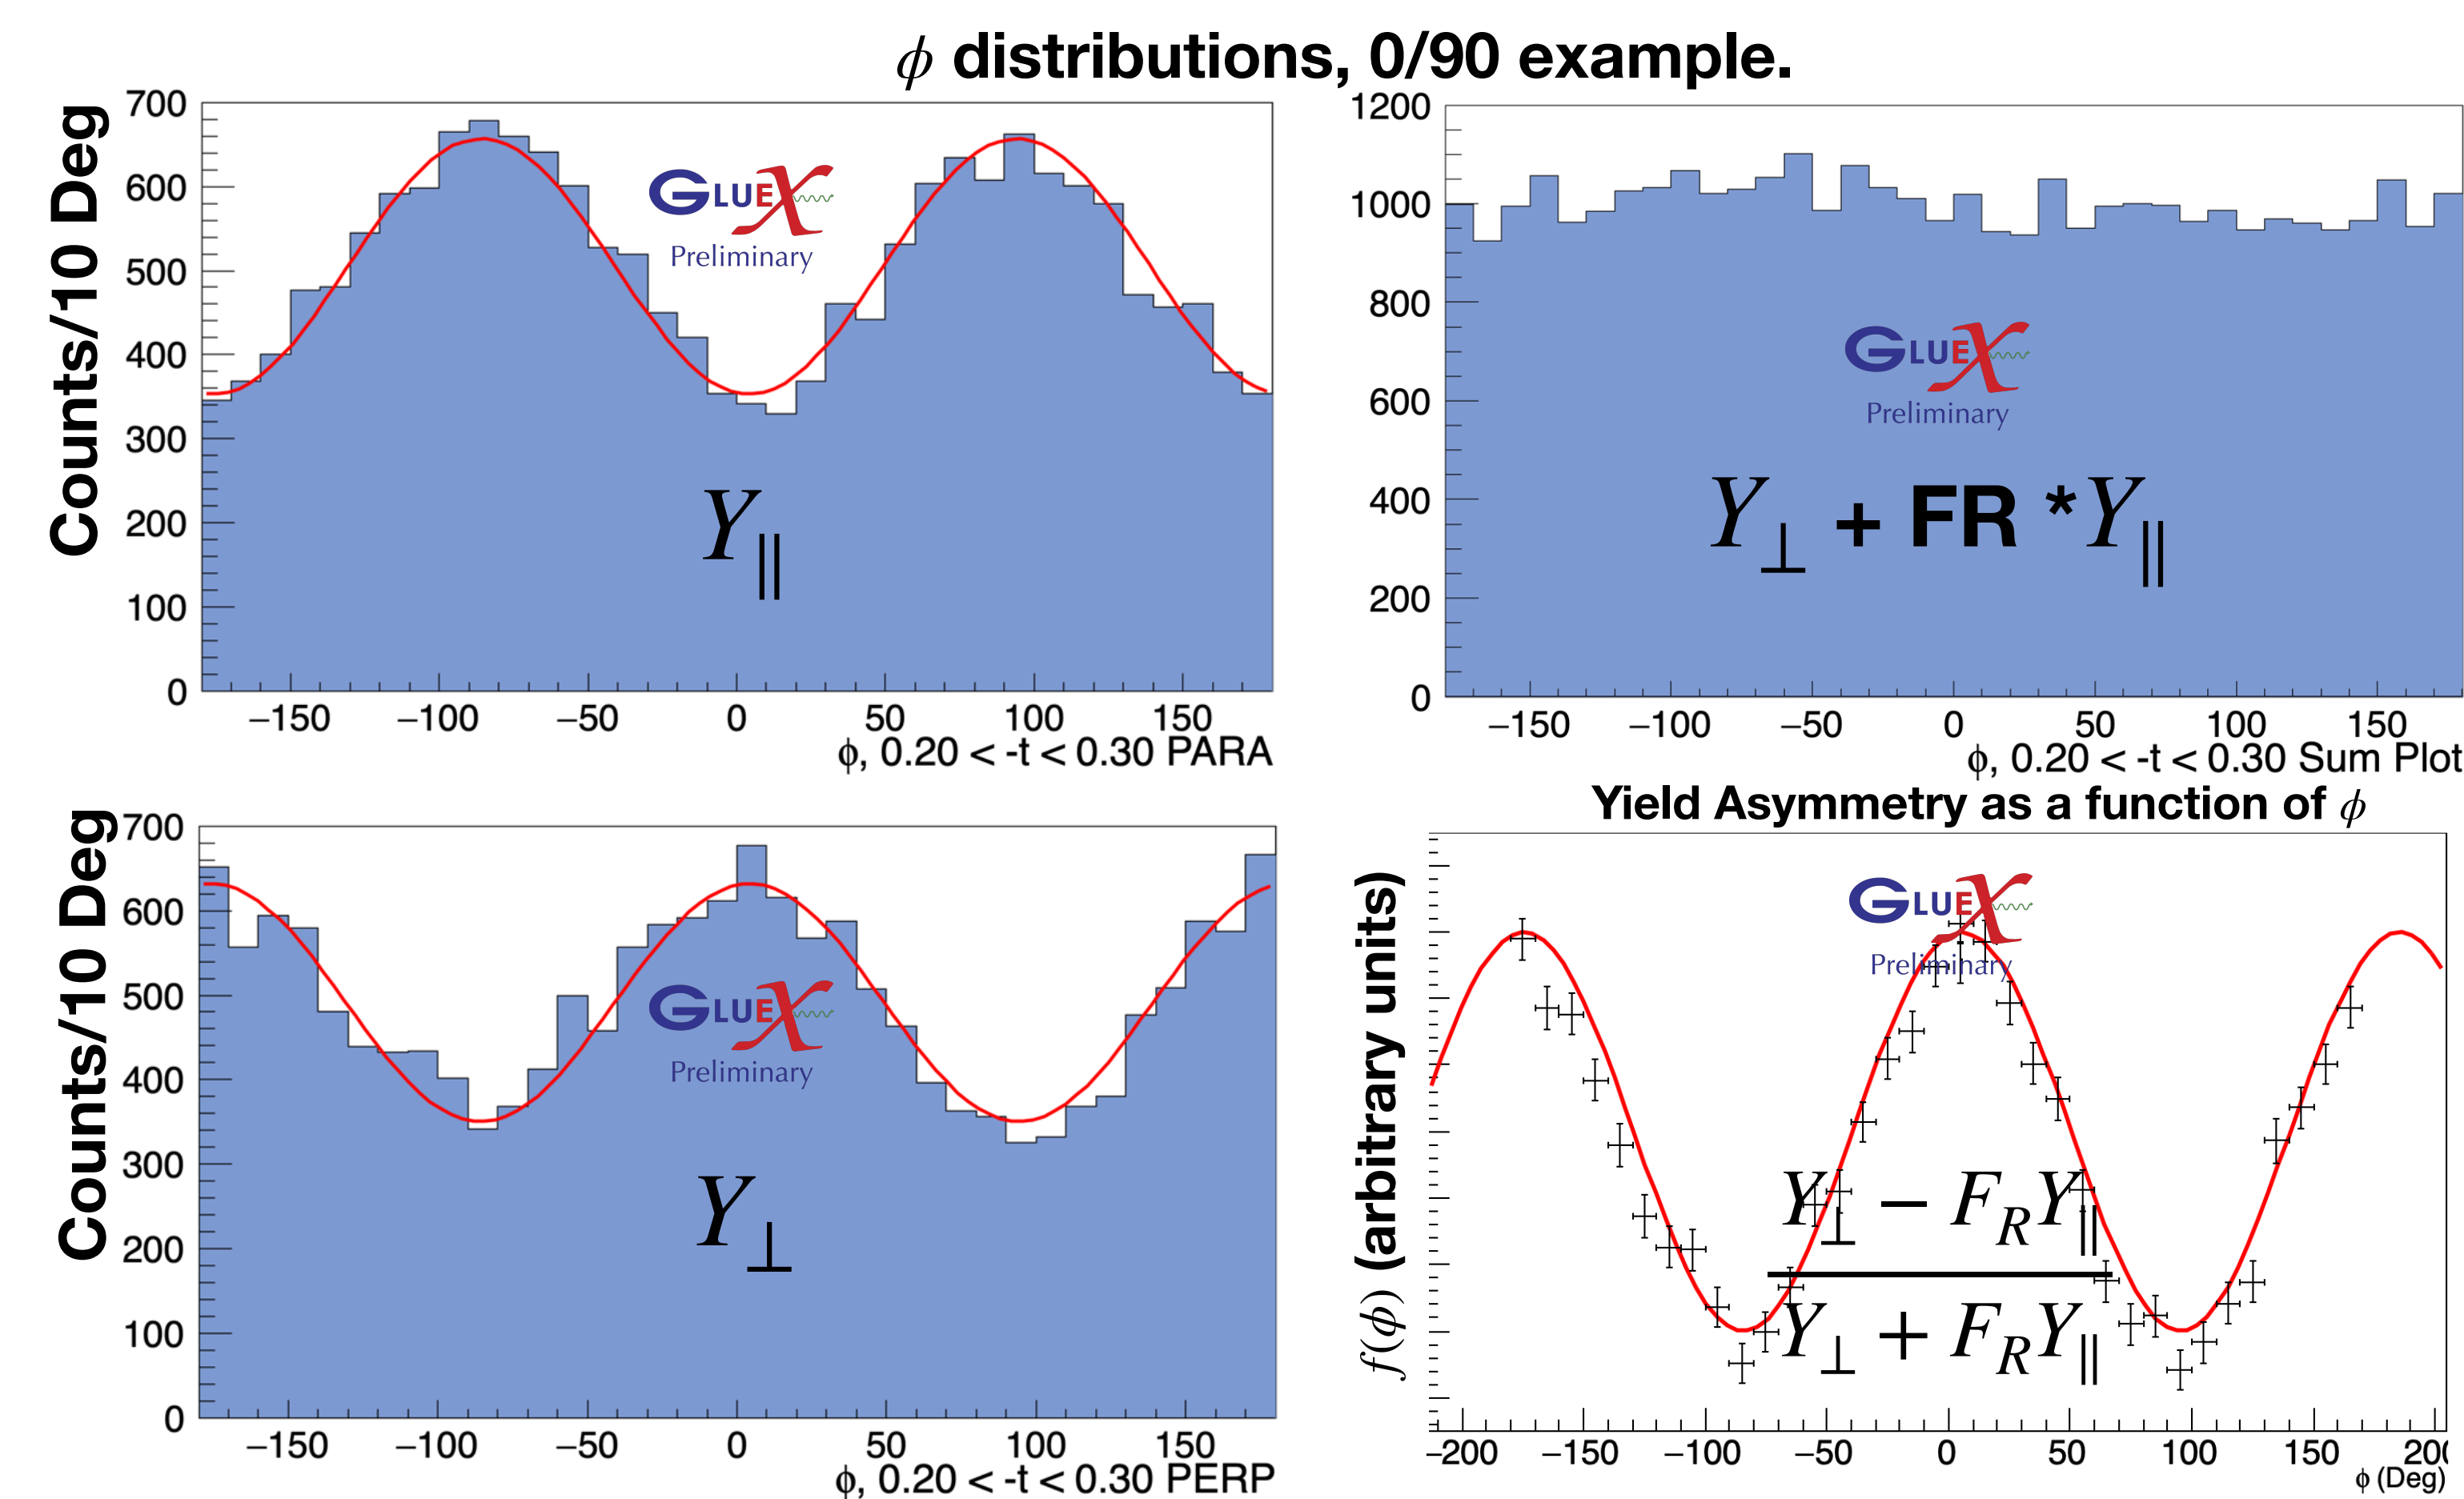 ϕ distributions, 0/90 example.
Counts/10 Deg
700
600
500
400
300
200
100
0
GLUEX
Preliminary
Y∥
−150 −100 −50 0 50 100 150
ϕ, 0.20 < -t < 0.30 PARA
1200
1000
800
600
400
200
0
GLUEX
Preliminary
Y⊥ + FR *Y∥
−150 −100 −50 0 50 100 150
ϕ, 0.20 < -t < 0.30 Sum Plot
Counts/10 Deg
700
600
500
400
300
200
100
0
GLUEX
Preliminary
Y⊥
−150 −100 −50 0 50 100 150
ϕ, 0.20 < -t < 0.30 PERP
Yield Asymmetry as a function of ϕ
f(ϕ) (arbitrary units)
GLUEX
Preliminary
Y⊥ − F_R Y∥
Y⊥ + F_R Y∥
−200 −150 −100 −50 0 50 100 150 200
ϕ (Deg)